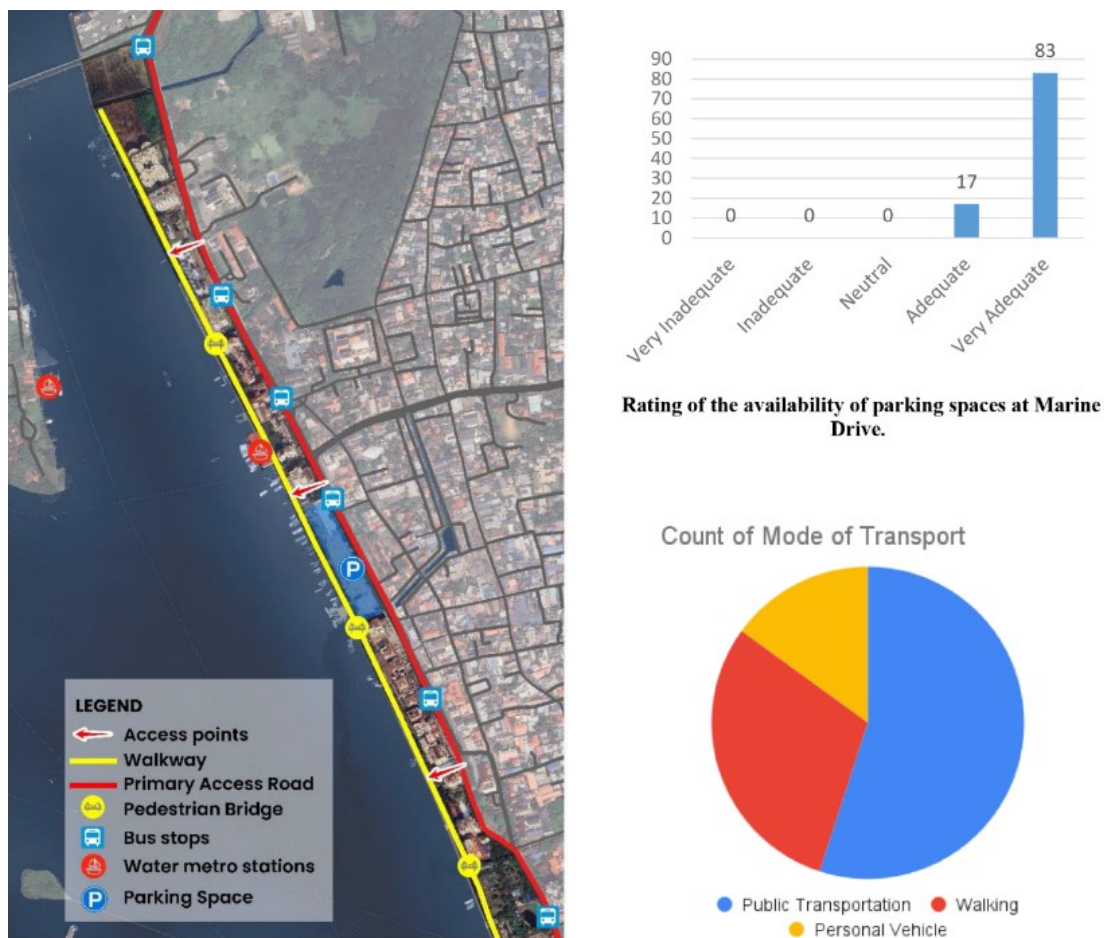 LEGEND
Access points
Walkway
Primary Access Road
Pedestrian Bridge
Bus stops
Water metro stations
P Parking Space
P
90
80
70
60
50
40
30
20
10
0
0
0
0
17
83
Very Inadequate
Inadequate
Neutral
Adequate
Very Adequate
Rating of the availability of parking spaces at Marine
Drive.
Count of Mode of Transport
Public Transportation
Walking
Personal Vehicle